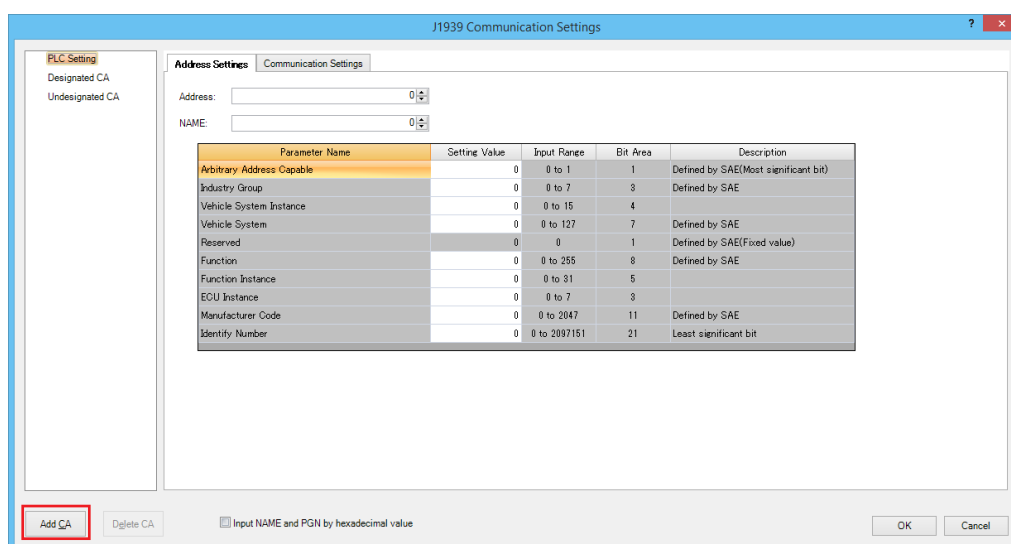 J1939 Communication Settings
? ×
PLC Setting
Designated CA
Undesignated CA
Address Settings Communication Settings
Address: 0
NAME: 0
Parameter Name Setting Value Input Range Bit Area Description
Arbitrary Address Capable 0 0 to 1 1 Defined by SAE(Most significant bit)
Industry Group 0 0 to 7 3 Defined by SAE
Vehicle System Instance 0 0 to 15 4
Vehicle System 0 0 to 127 7 Defined by SAE
Reserved 0 0 1 Defined by SAE(Fixed value)
Function 0 0 to 255 8 Defined by SAE
Function Instance 0 0 to 31 5
ECU Instance 0 0 to 7 3
Manufacturer Code 0 0 to 2047 11 Defined by SAE
Identify Number 0 0 to 2097151 21 Least significant bit
Add CA Delete CA Input NAME and PGN by hexadecimal value OK Cancel